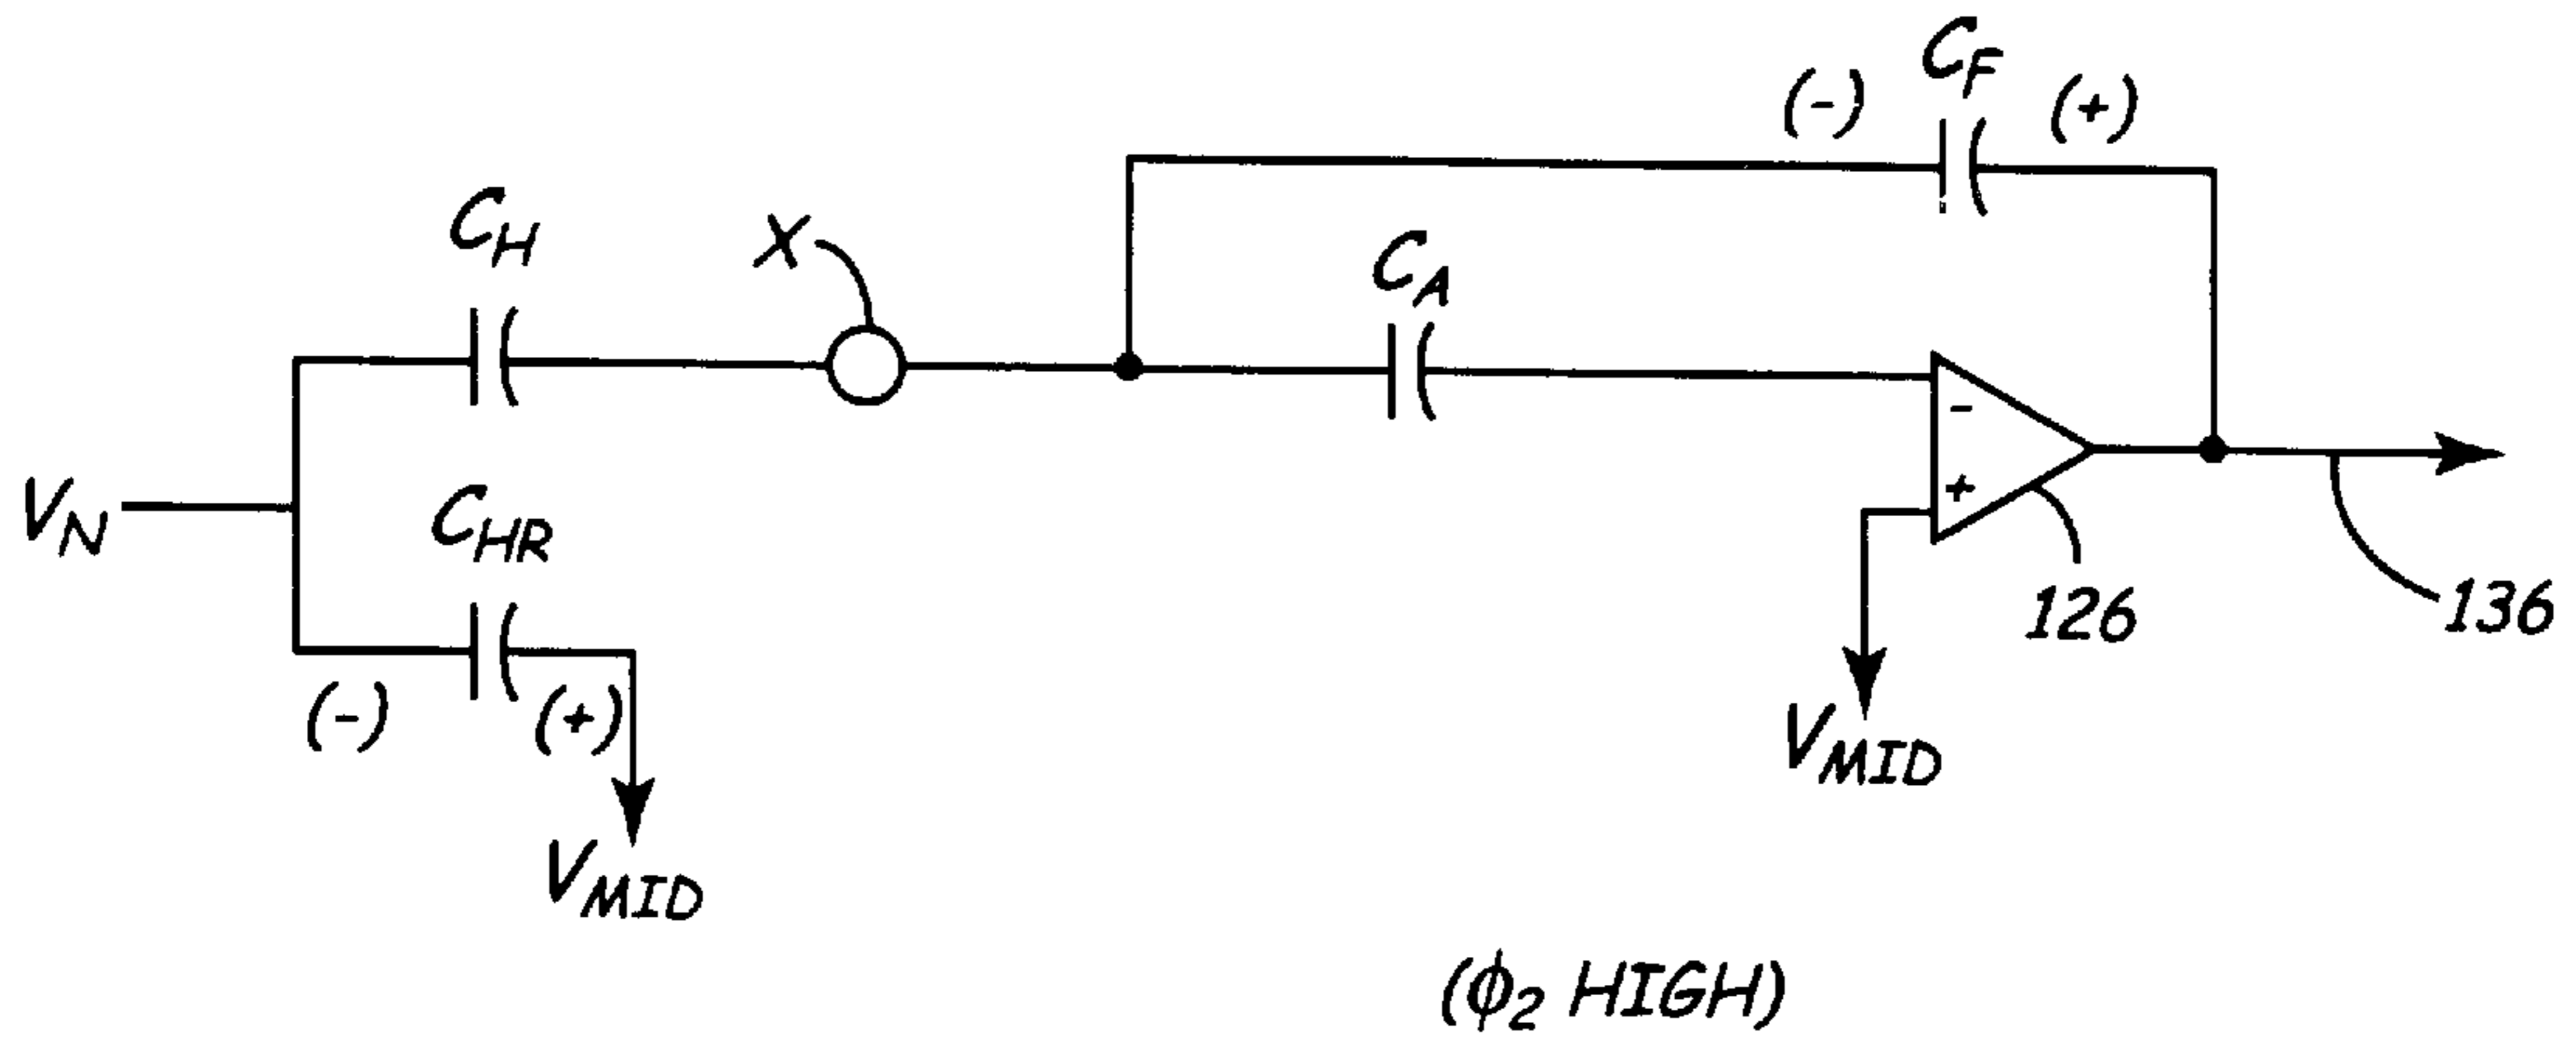 C_F
(-) (+)
C_H
X
C_A
-
V_N
C_HR
+
126
136
(-) (+)
V_MID
V_MID
(ϕ₂ HIGH)